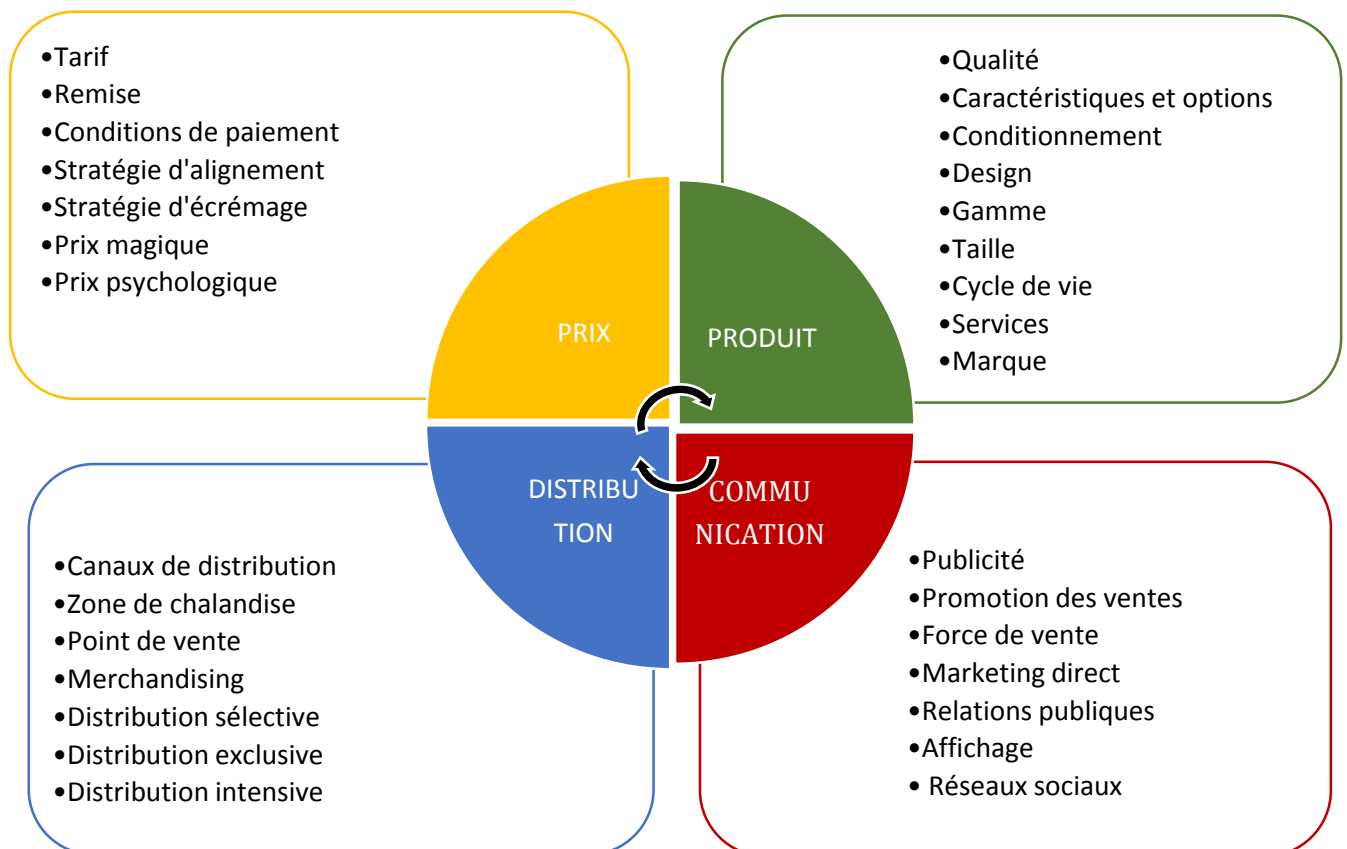 •Tarif
•Remise
•Conditions de paiement
•Stratégie d'alignement
•Stratégie d'écrémage
•Prix magique
•Prix psychologique
•Qualité
•Caractéristiques et options
•Conditionnement
•Design
•Gamme
•Taille
•Cycle de vie
•Services
•Marque
PRIX
PRODUIT
DISTRIBU
TION
COMMU
NICATION
•Canaux de distribution
•Zone de chalandise
•Point de vente
•Merchandising
•Distribution sélective
•Distribution exclusive
•Distribution intensive
•Publicité
•Promotion des ventes
•Force de vente
•Marketing direct
•Relations publiques
•Affichage
• Réseaux sociaux